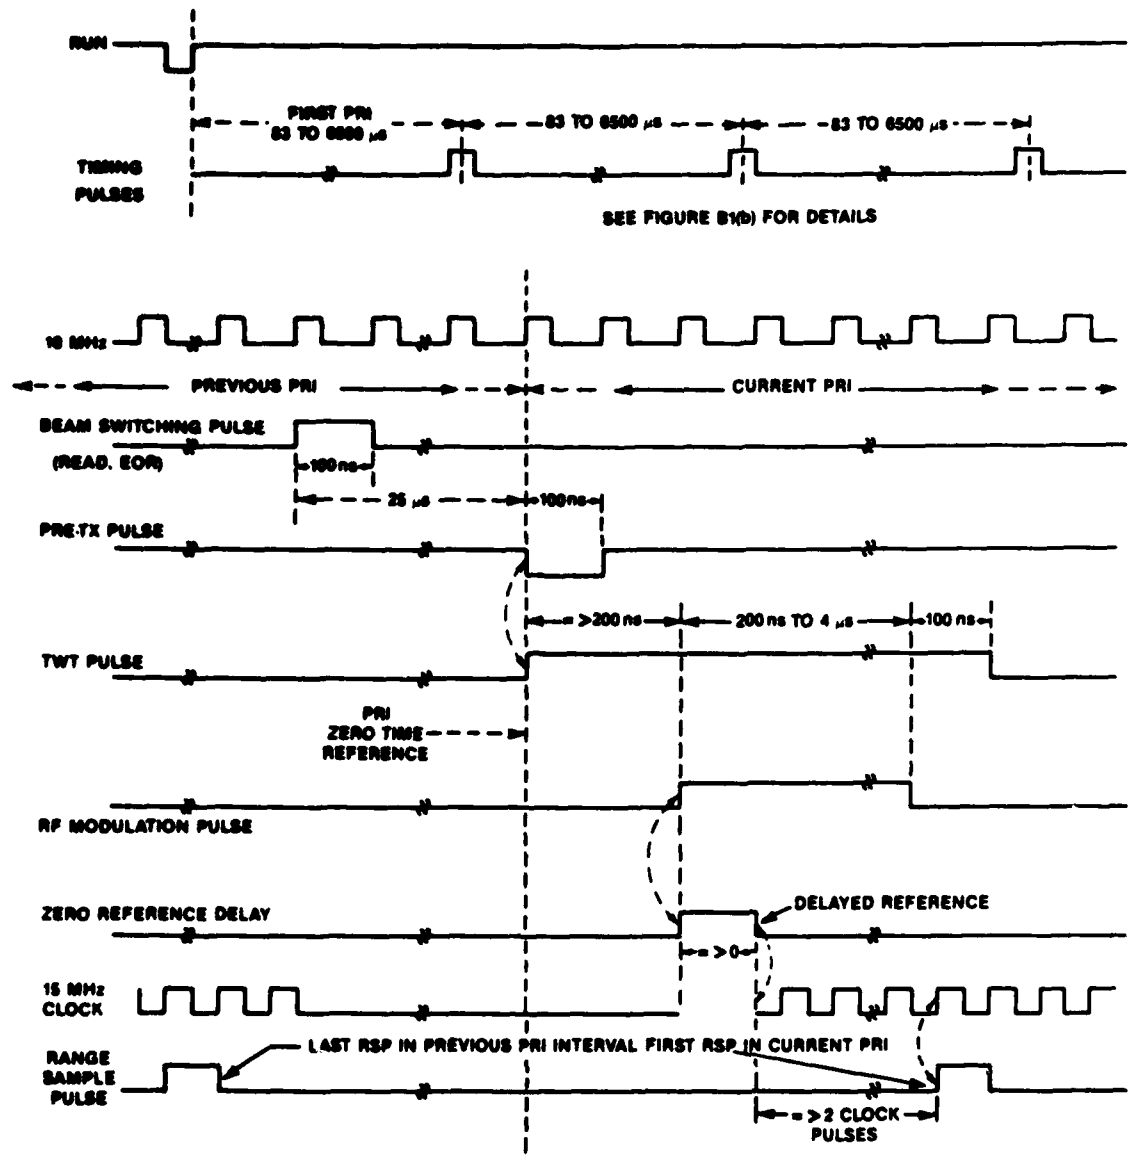 RUN
FIRST PRI
83 TO 6500 μs
83 TO 6500 μs
83 TO 6500 μs
TIMING
PULSES
SEE FIGURE B1(b) FOR DETAILS
10 MHz
PREVIOUS PRI
CURRENT PRI
BEAM SWITCHING PULSE
(READ. EOR)
100 ns
25 μs
100 ns
PRE-TX PULSE
= >200 ns
200 ns TO 4 μs
100 ns
TWT PULSE
PRI
ZERO TIME
REFERENCE
RF MODULATION PULSE
ZERO REFERENCE DELAY
DELAYED REFERENCE
= > 0
15 MHz
CLOCK
LAST RSP IN PREVIOUS PRI INTERVAL FIRST RSP IN CURRENT PRI
RANGE
SAMPLE
PULSE
= > 2 CLOCK
PULSES